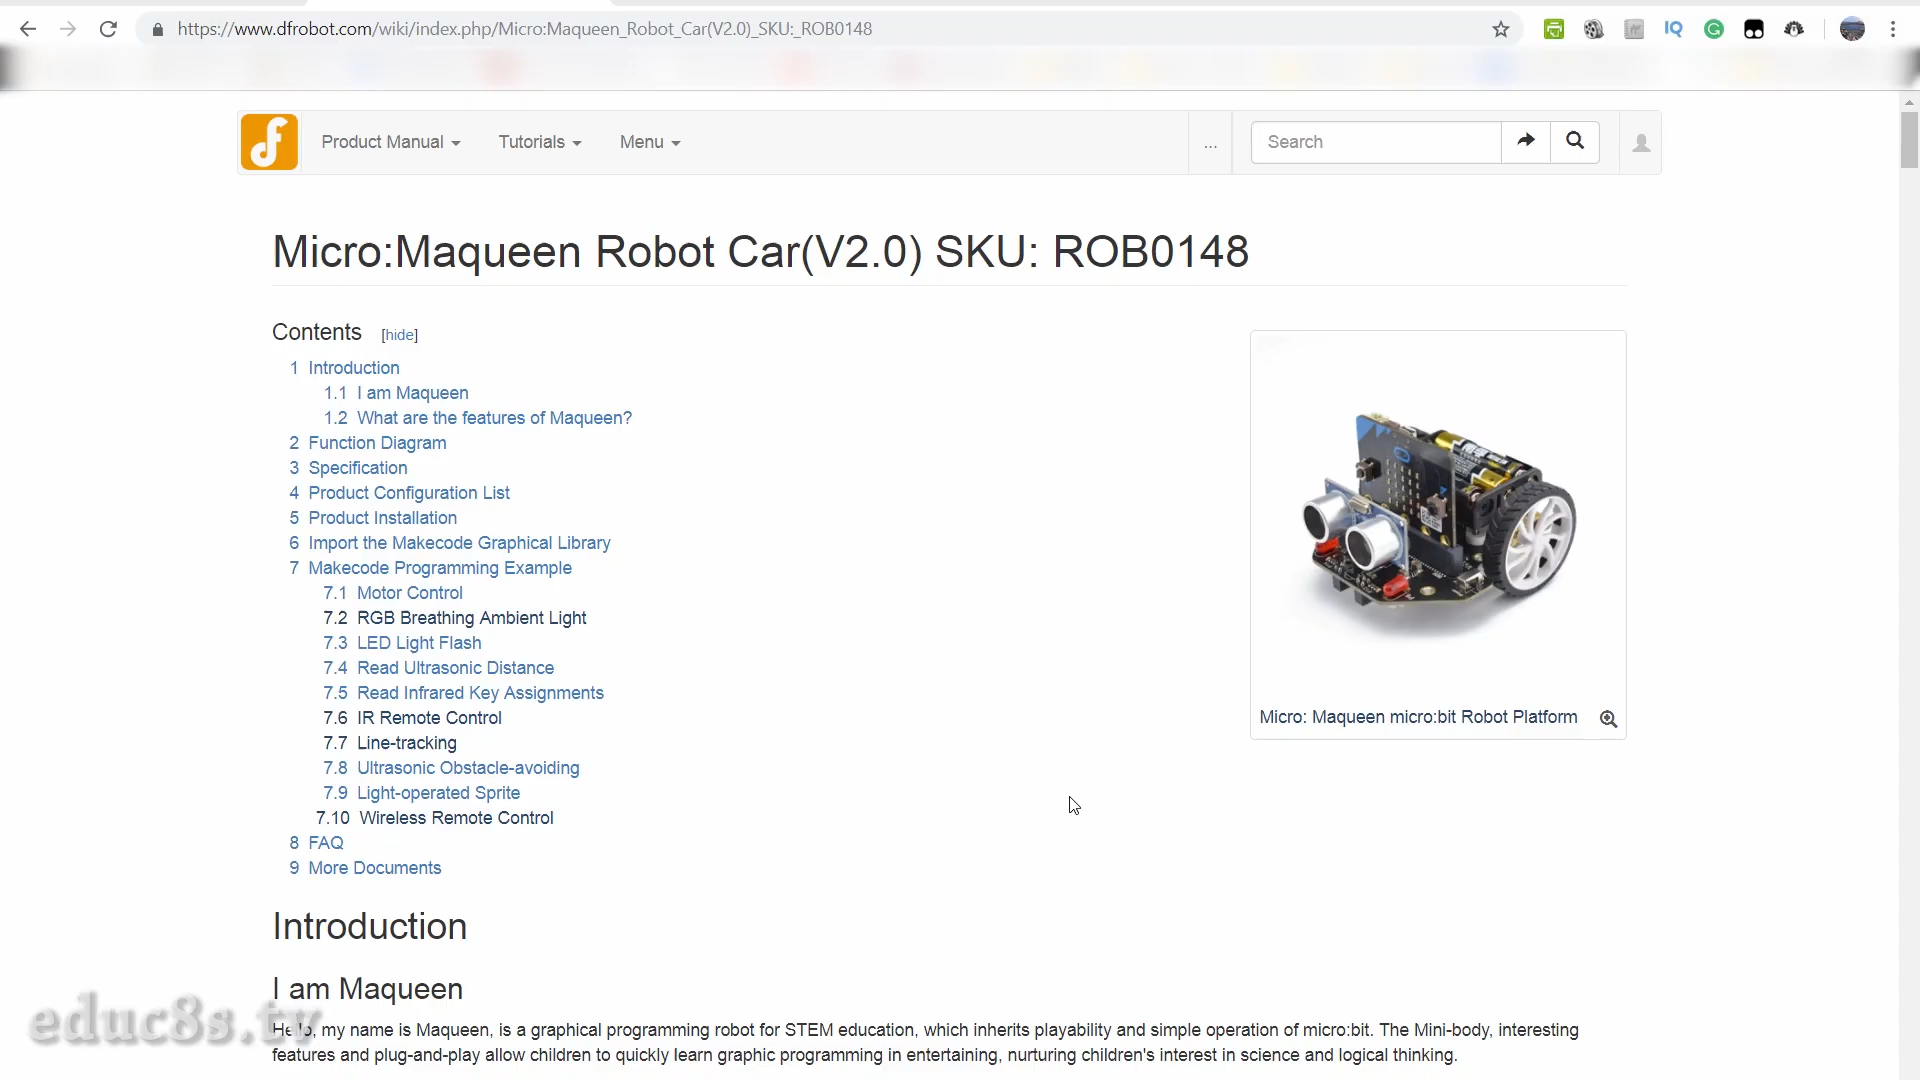 https://www.dfrobot.com/wiki/index.php/Micro:Maqueen_Robot_Car(V2.0)_SKU:_ROB0148
IQ
Product Manual
Tutorials
Menu
...
Search
Micro:Maqueen Robot Car(V2.0) SKU: ROB0148
Contents [hide]
1 Introduction
1.1 I am Maqueen
1.2 What are the features of Maqueen?
2 Function Diagram
3 Specification
4 Product Configuration List
5 Product Installation
6 Import the Makecode Graphical Library
7 Makecode Programming Example
7.1 Motor Control
7.2 RGB Breathing Ambient Light
7.3 LED Light Flash
7.4 Read Ultrasonic Distance
7.5 Read Infrared Key Assignments
7.6 IR Remote Control
7.7 Line-tracking
7.8 Ultrasonic Obstacle-avoiding
7.9 Light-operated Sprite
7.10 Wireless Remote Control
8 FAQ
9 More Documents
Micro: Maqueen micro:bit Robot Platform
Introduction
I am Maqueen
Hello, my name is Maqueen, is a graphical programming robot for STEM education, which inherits playability and simple operation of micro:bit. The Mini-body, interesting
features and plug-and-play allow children to quickly learn graphic programming in entertaining, nurturing children's interest in science and logical thinking.
educ8s.tv